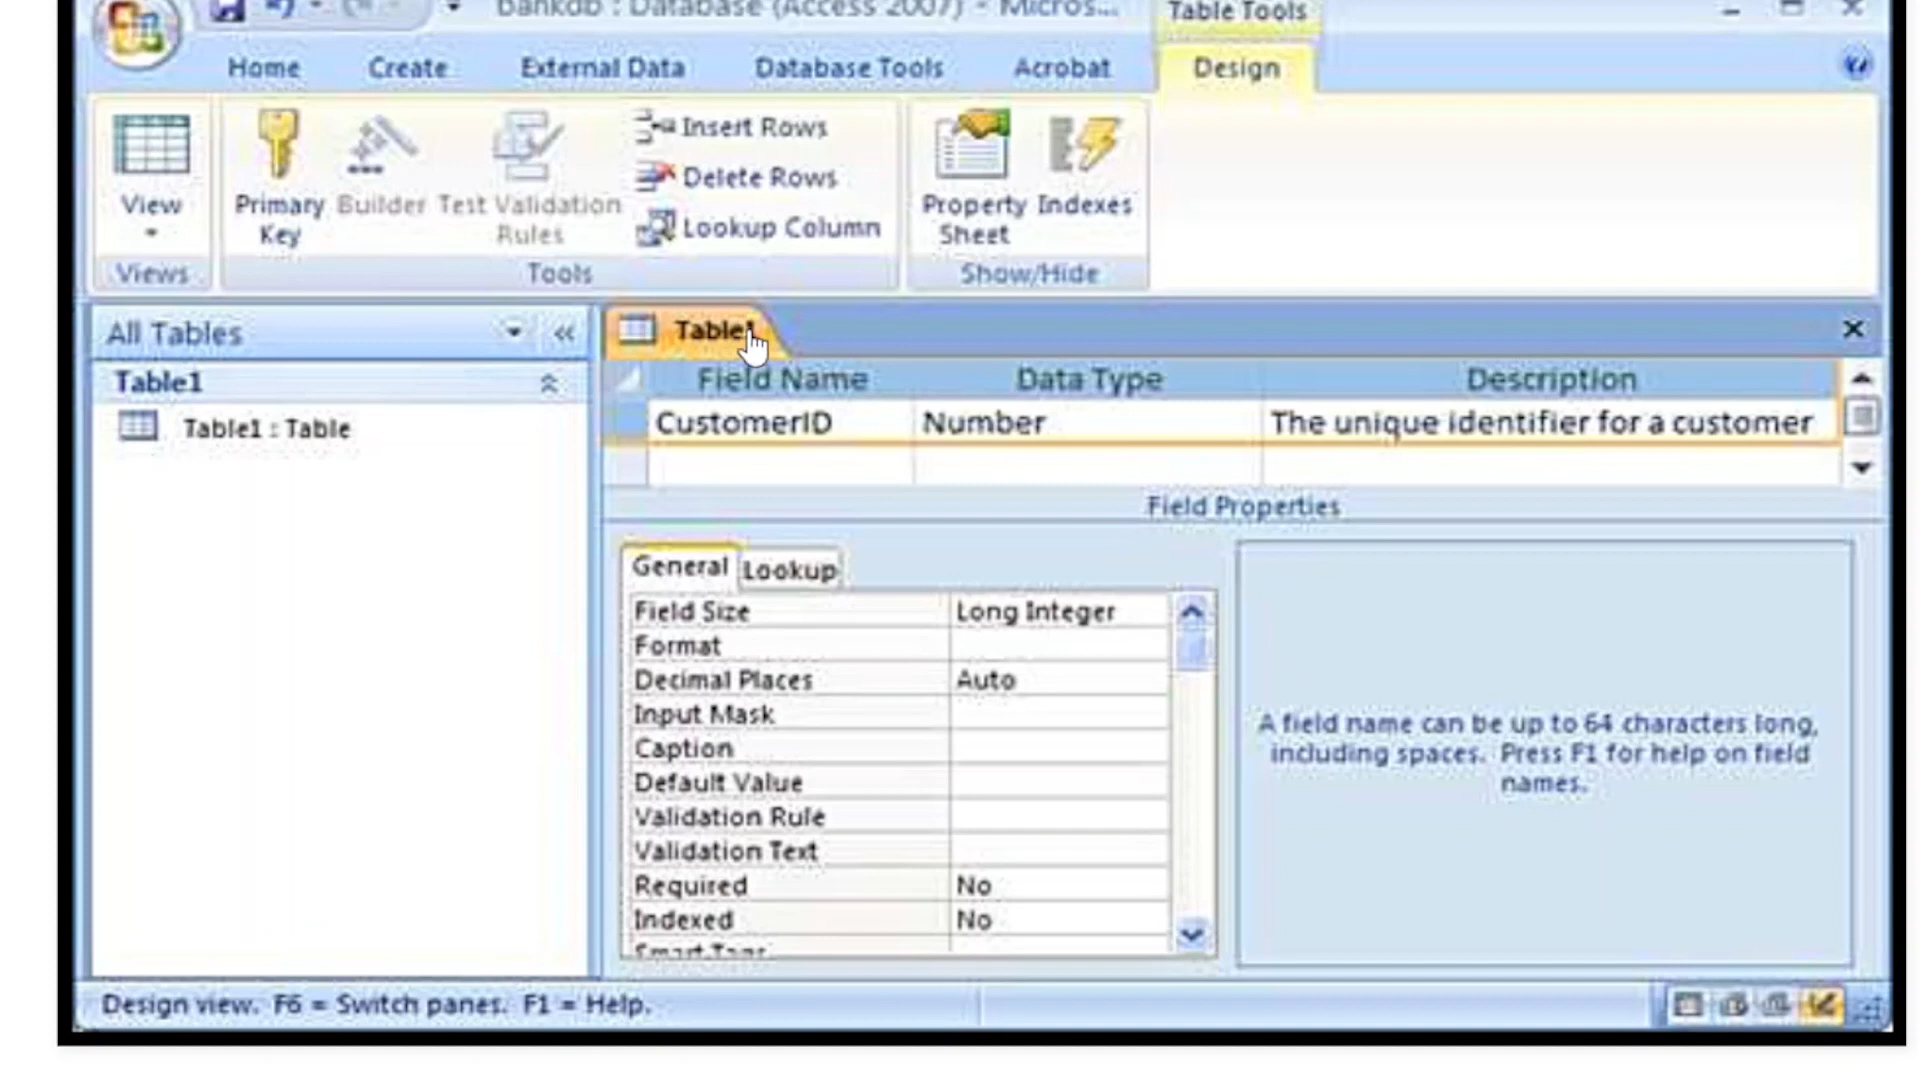 bankdb : Database (Access 2007) - Micros...
Table Tools
Home Create External Data Database Tools Acrobat Design
Insert Rows
Delete Rows
Lookup Column
View
Primary Key
Builder
Test Validation Rules
Property Sheet
Indexes
Views Tools Show/Hide
All Tables
Table1
Table1 : Table
Table1
Field Name Data Type Description
CustomerID Number The unique identifier for a customer
Field Properties
General Lookup
Field Size Long Integer
Format
Decimal Places Auto
Input Mask
Caption
Default Value
Validation Rule
Validation Text
Required No
Indexed No
Smart Tags
A field name can be up to 64 characters long,
including spaces. Press F1 for help on field
names.
Design view. F6 = Switch panes. F1 = Help.